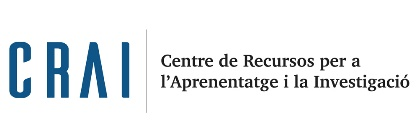 CRAI
Centre de Recursos per a
l'Aprenentatge i la Investigació